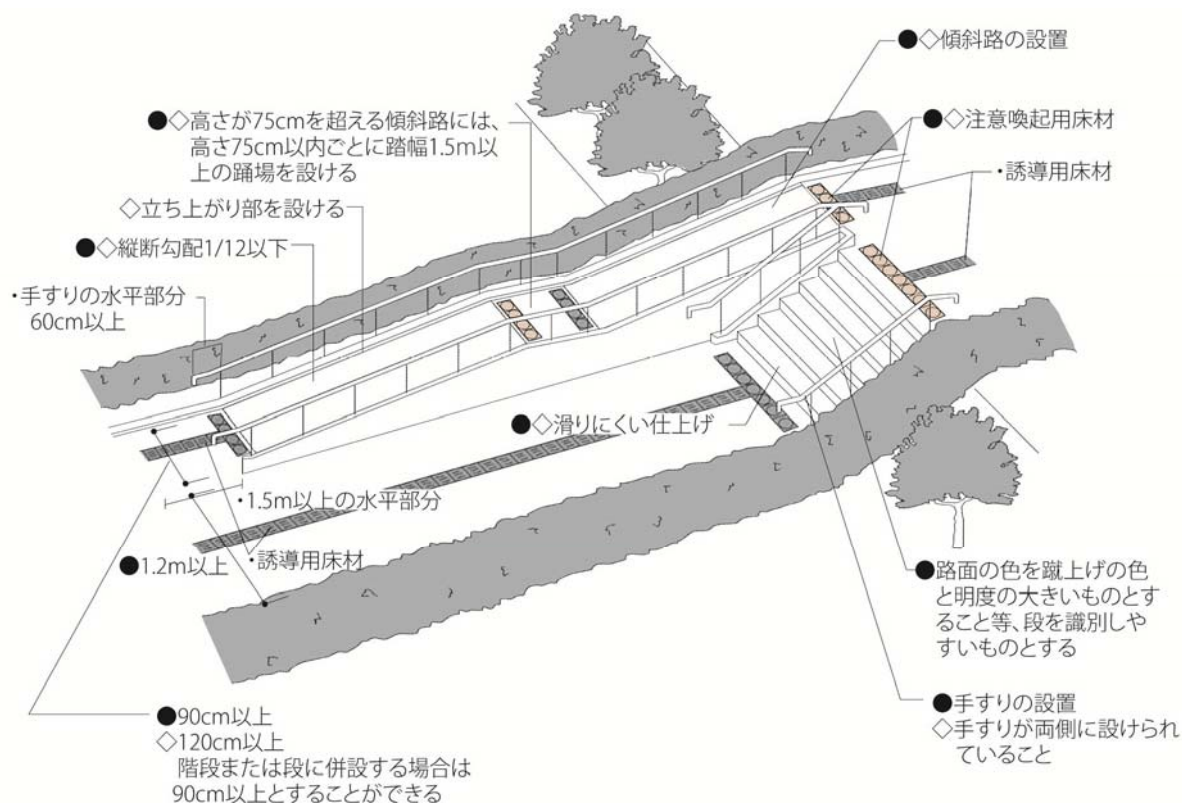 ●◇傾斜路の設置
●◇高さが75cmを超える傾斜路には、
高さ75cm以内ごとに踏幅1.5m以
上の踊場を設ける
●◇注意喚起用床材
・誘導用床材
◇立ち上がり部を設ける
●◇縦断勾配1/12以下
・手すりの水平部分
60cm以上
●◇滑りにくい仕上げ
・1.5m以上の水平部分
・誘導用床材
●1.2m以上
●路面の色を蹴上げの色
と明度の大きいものとす
ること等、段を識別しや
すいものとする
●手すりの設置
◇手すりが両側に設けられ
ていること
●90cm以上
◇120cm以上
階段または段に併設する場合は
90cm以上とすることができる